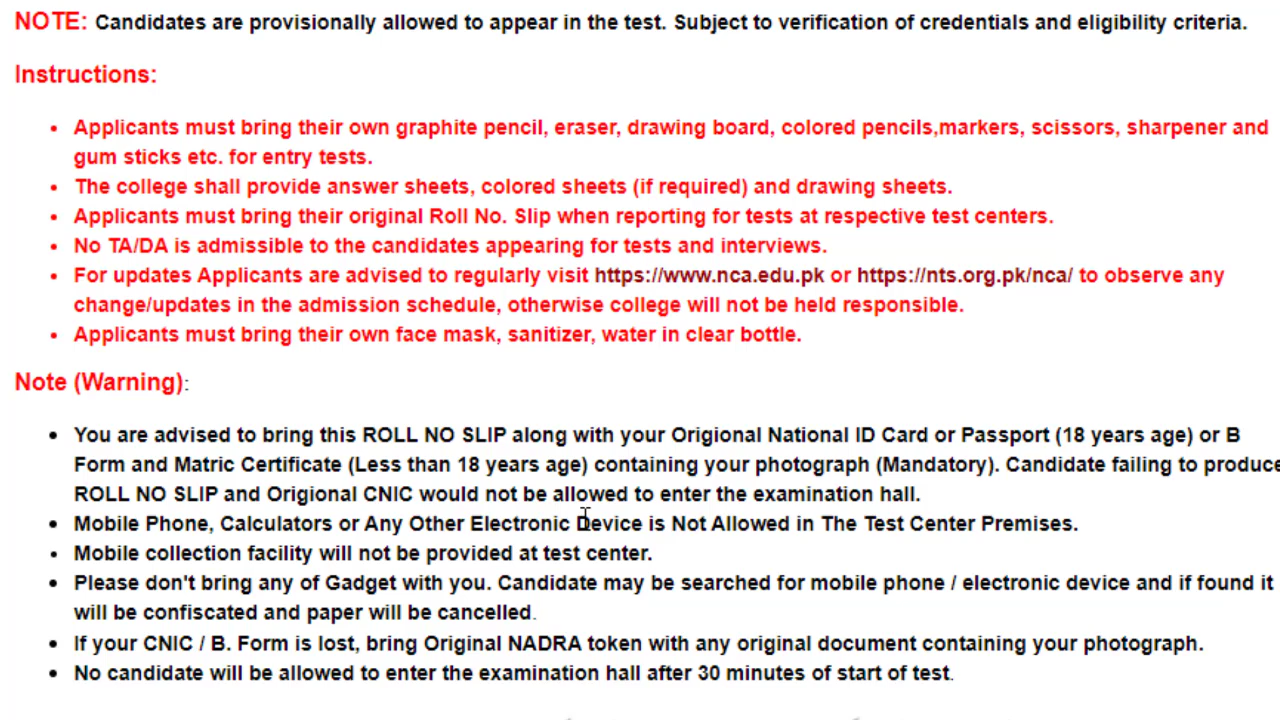 NOTE: Candidates are provisionally allowed to appear in the test. Subject to verification of credentials and eligibility criteria.
Instructions:
• Applicants must bring their own graphite pencil, eraser, drawing board, colored pencils,markers, scissors, sharpener and
gum sticks etc. for entry tests.
• The college shall provide answer sheets, colored sheets (if required) and drawing sheets.
• Applicants must bring their original Roll No. Slip when reporting for tests at respective test centers.
• No TA/DA is admissible to the candidates appearing for tests and interviews.
• For updates Applicants are advised to regularly visit https://www.nca.edu.pk or https://nts.org.pk/nca/ to observe any
change/updates in the admission schedule, otherwise college will not be held responsible.
• Applicants must bring their own face mask, sanitizer, water in clear bottle.
Note (Warning):
• You are advised to bring this ROLL NO SLIP along with your Origional National ID Card or Passport (18 years age) or B
Form and Matric Certificate (Less than 18 years age) containing your photograph (Mandatory). Candidate failing to produce
ROLL NO SLIP and Origional CNIC would not be allowed to enter the examination hall.
• Mobile Phone, Calculators or Any Other Electronic Device is Not Allowed in The Test Center Premises.
• Mobile collection facility will not be provided at test center.
• Please don't bring any of Gadget with you. Candidate may be searched for mobile phone / electronic device and if found it
will be confiscated and paper will be cancelled.
• If your CNIC / B. Form is lost, bring Original NADRA token with any original document containing your photograph.
• No candidate will be allowed to enter the examination hall after 30 minutes of start of test.